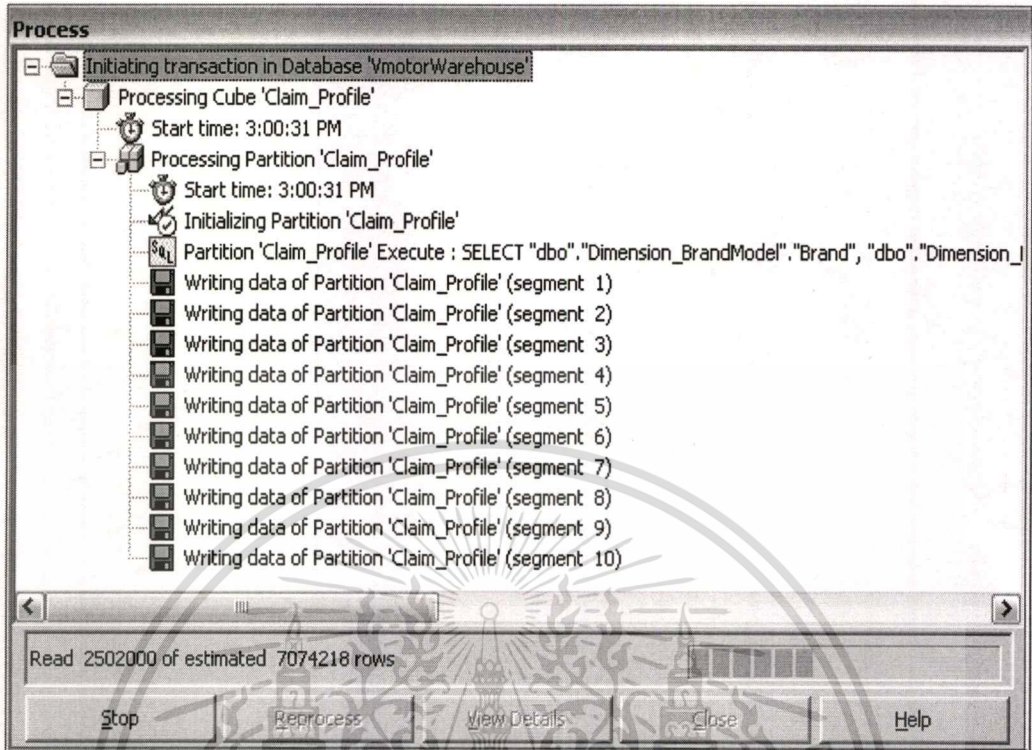 Process
Initiating transaction in Database 'VmotorWarehouse'
Processing Cube 'Claim_Profile'
Start time: 3:00:31 PM
Processing Partition 'Claim_Profile'
Start time: 3:00:31 PM
Initializing Partition 'Claim_Profile'
SQL Partition 'Claim_Profile' Execute : SELECT "dbo"."Dimension_BrandModel"."Brand", "dbo"."Dimension_
Writing data of Partition 'Claim_Profile' (segment 1)
Writing data of Partition 'Claim_Profile' (segment 2)
Writing data of Partition 'Claim_Profile' (segment 3)
Writing data of Partition 'Claim_Profile' (segment 4)
Writing data of Partition 'Claim_Profile' (segment 5)
Writing data of Partition 'Claim_Profile' (segment 6)
Writing data of Partition 'Claim_Profile' (segment 7)
Writing data of Partition 'Claim_Profile' (segment 8)
Writing data of Partition 'Claim_Profile' (segment 9)
Writing data of Partition 'Claim_Profile' (segment 10)
Read 2502000 of estimated 7074218 rows
Stop Reprocess View Details Close Help